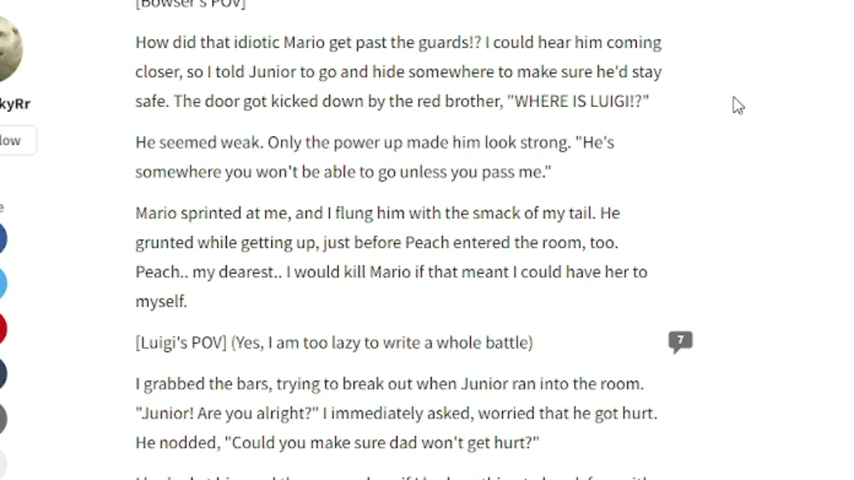 [Bowser's POV]
How did that idiotic Mario get past the guards!? I could hear him coming
closer, so I told Junior to go and hide somewhere to make sure he'd stay
safe. The door got kicked down by the red brother, "WHERE IS LUIGI!?"
kyRr
low
He seemed weak. Only the power up made him look strong. "He's
somewhere you won't be able to go unless you pass me."
e
Mario sprinted at me, and I flung him with the smack of my tail. He
grunted while getting up, just before Peach entered the room, too.
Peach.. my dearest.. I would kill Mario if that meant I could have her to
myself.
[Luigi's POV] (Yes, I am too lazy to write a whole battle)
7
I grabbed the bars, trying to break out when Junior ran into the room.
"Junior! Are you alright?" I immediately asked, worried that he got hurt.
He nodded, "Could you make sure dad won't get hurt?"